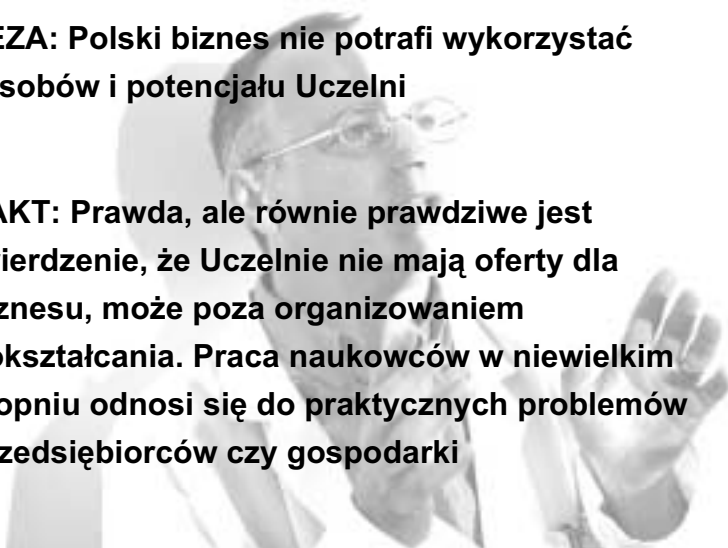 EZA: Polski biznes nie potrafi wykorzystać
sobów i potencjału Uczelni
AKT: Prawda, ale równie prawdziwe jest
ierdzenie, że Uczelnie nie mają oferty dla
znesu, może poza organizowaniem
okształcania. Praca naukowców w niewielkim
opniu odnosi się do praktycznych problemów
zedsiębiorców czy gospodarki